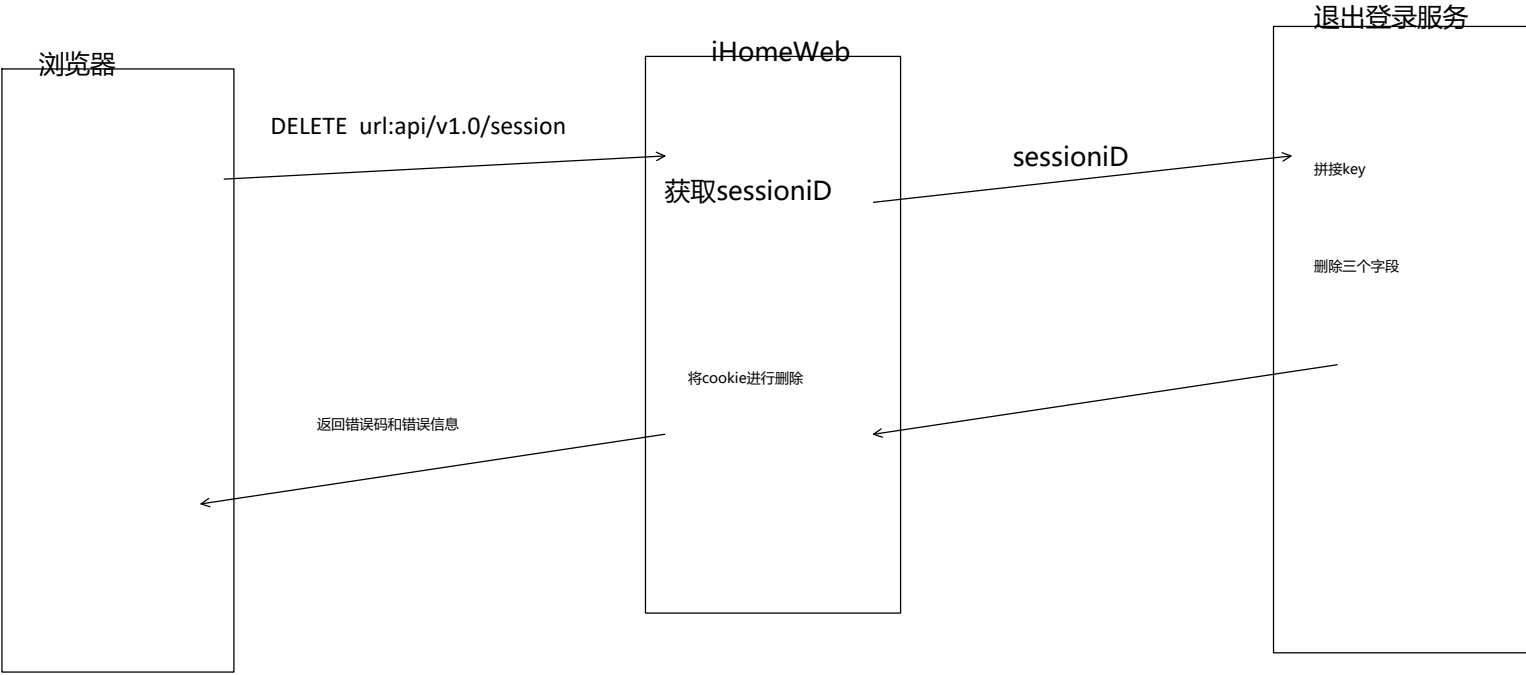 退出登录服务
iHomeWeb
浏览器
DELETE  url:api/v1.0/session
sessioniD
拼接key
获取sessioniD
删除三个字段
将cookie进行删除
返回错误码和错误信息